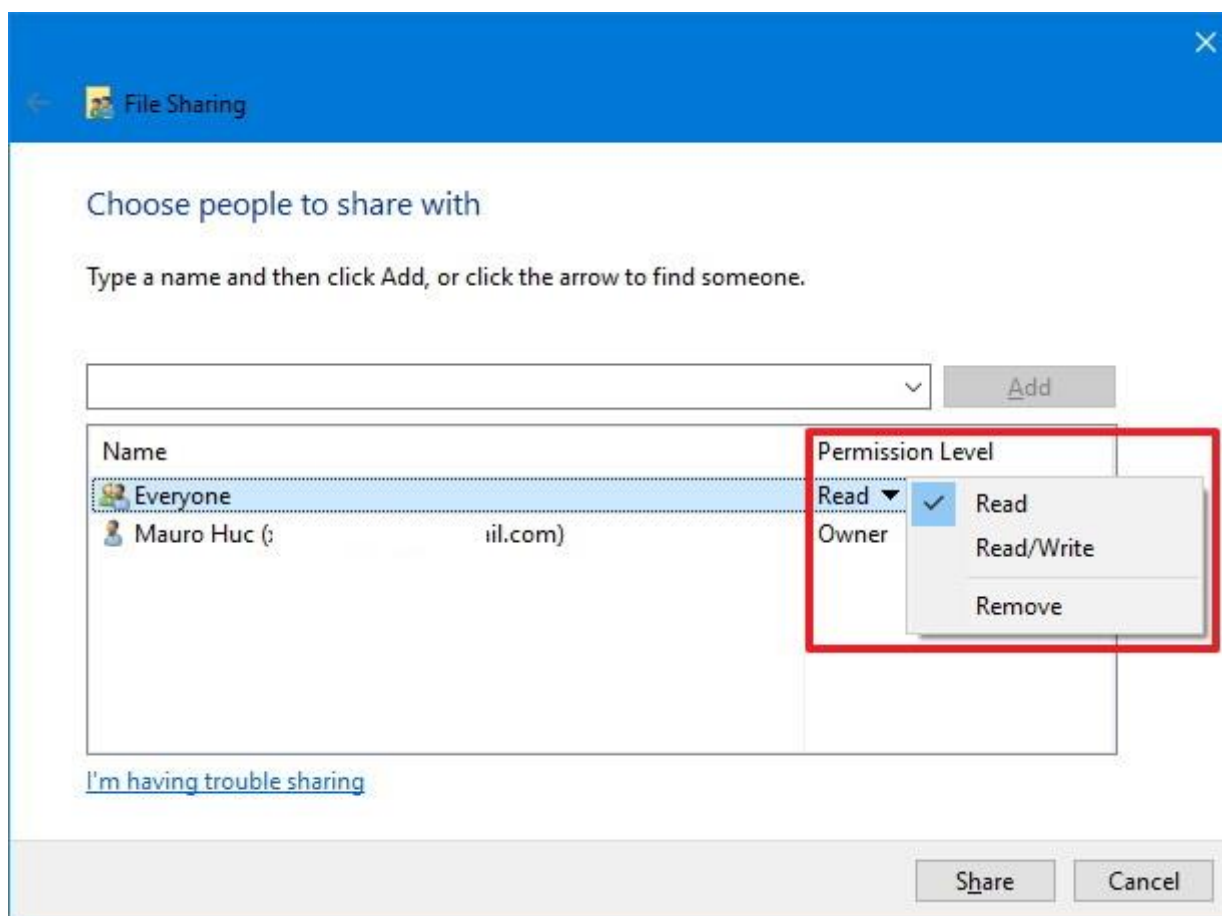 File Sharing
Choose people to share with
Type a name and then click Add, or click the arrow to find someone.
Add
Name Permission Level
Everyone Read Read
Read/Write
Mauro Huc ( il.com) Owner
Remove
I'm having trouble sharing
Share Cancel